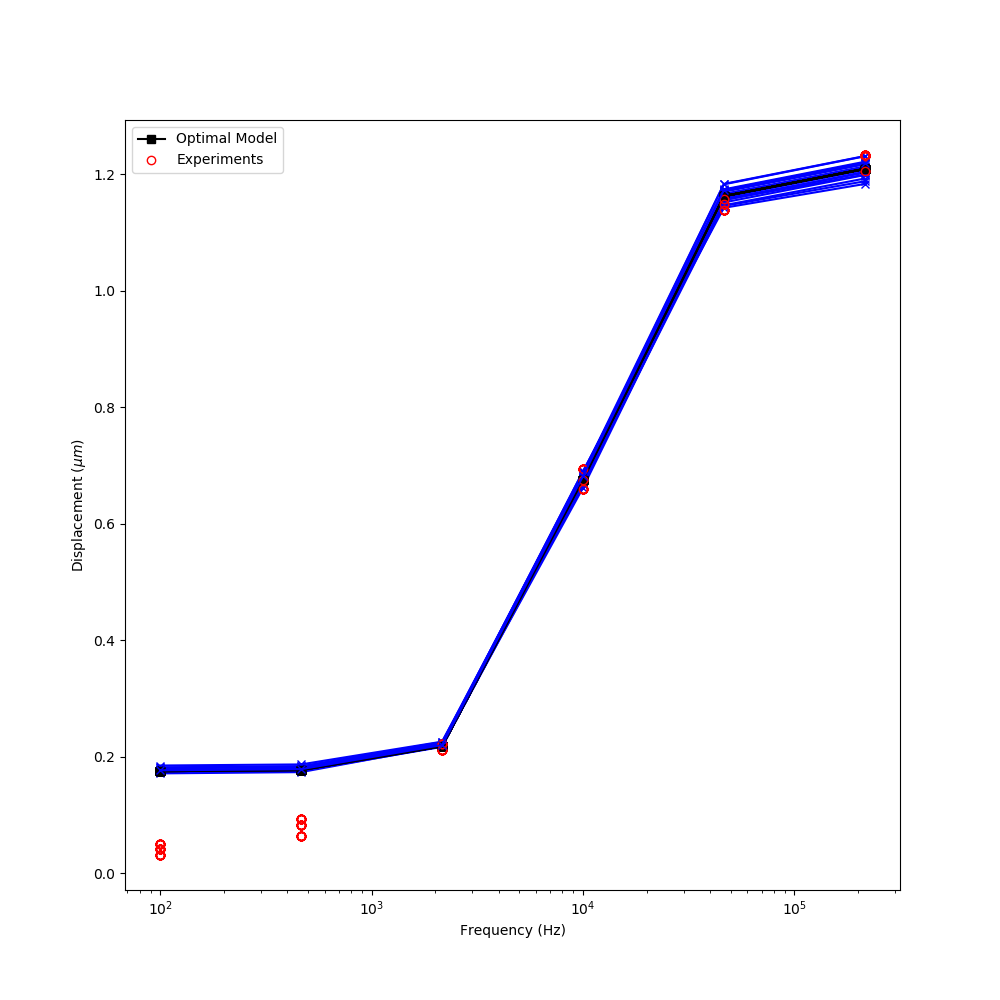 Optimal Model
Experiments
1.2
1.0
0.8
0.6
0.4
0.2
0.0
Displacement (μm)
10² 10³ 10⁴ 10⁵
Frequency (Hz)